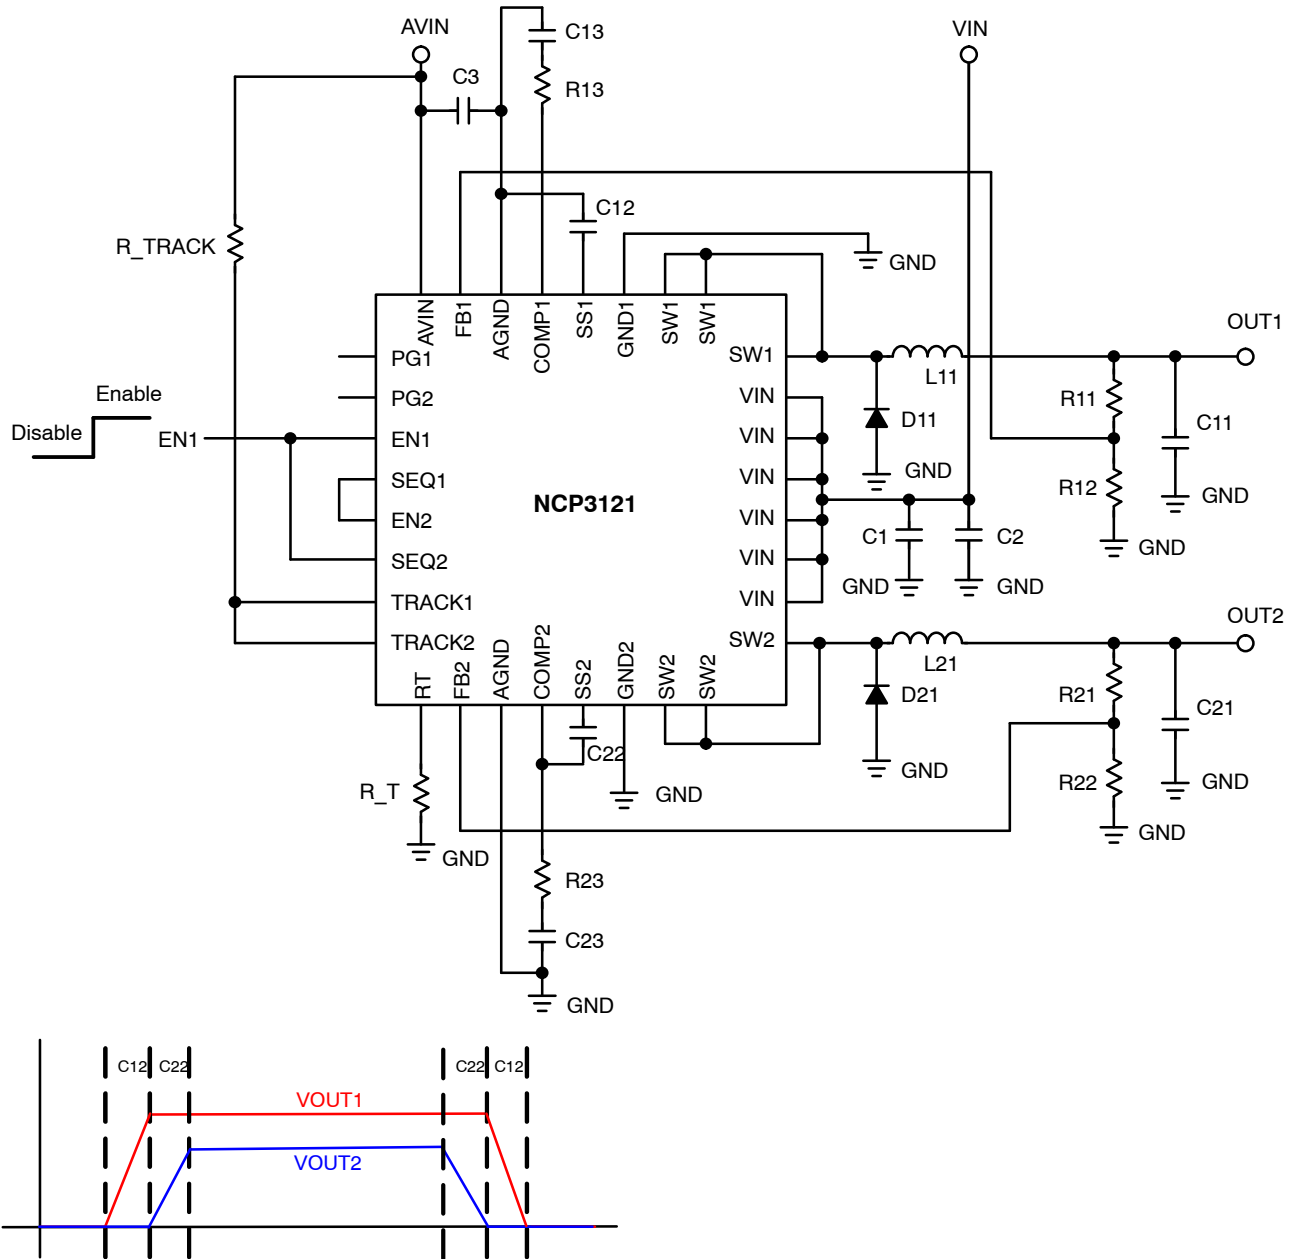 AVIN
VIN
C13
C3
R13
C12
R_TRACK
GND
AVIN
FB1
AGND
COMP1
SS1
GND1
SW1
SW1
OUT1
PG1
SW1
L11
Enable
PG2
VIN
R11
Disable
EN1
EN1
VIN
D11
C11
SEQ1
VIN
GND
R12
GND
NCP3121
EN2
VIN
C1
C2
GND
SEQ2
VIN
GND
GND
TRACK1
VIN
OUT2
TRACK2
SW2
L21
RT
FB2
AGND
COMP2
SS2
GND2
SW2
SW2
R21
D21
C21
C22
R_T
GND
GND
R22
GND
GND
GND
R23
C23
GND
C12
C22
C22
C12
VOUT1
VOUT2